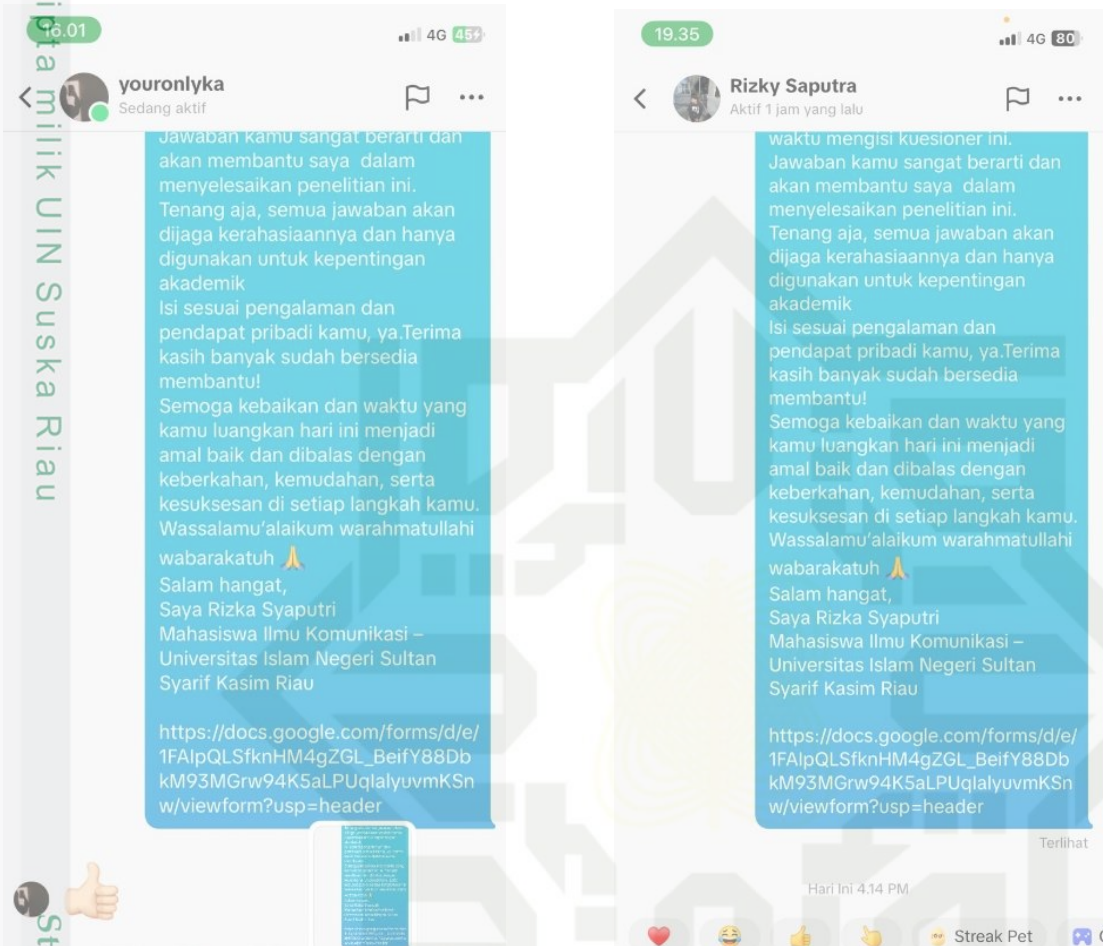 ipta milik UIN Suska Riau
St
16.01
4G 45
youronlyka
Sedang aktif
Jawaban kamu sangat berarti dan
akan membantu saya dalam
menyelesaikan penelitian ini.
Tenang aja, semua jawaban akan
dijaga kerahasiaannya dan hanya
digunakan untuk kepentingan
akademik
Isi sesuai pengalaman dan
pendapat pribadi kamu, ya.Terima
kasih banyak sudah bersedia
membantu!
Semoga kebaikan dan waktu yang
kamu luangkan hari ini menjadi
amal baik dan dibalas dengan
keberkahan, kemudahan, serta
kesuksesan di setiap langkah kamu.
Wassalamu’alaikum warahmatullahi
wabarakatuh 🙏
Salam hangat,
Saya Rizka Syaputri
Mahasiswa Ilmu Komunikasi –
Universitas Islam Negeri Sultan
Syarif Kasim Riau
https://docs.google.com/forms/d/e/
1FAIpQLSfknHM4gZGL_BeifY88Db
kM93MGrw94K5aLPUqlalyuvmKSn
w/viewform?usp=header
19.35
4G 80
Rizky Saputra
Aktif 1 jam yang lalu
waktu mengisi kuesioner ini.
Jawaban kamu sangat berarti dan
akan membantu saya dalam
menyelesaikan penelitian ini.
Tenang aja, semua jawaban akan
dijaga kerahasiaannya dan hanya
digunakan untuk kepentingan
akademik
Isi sesuai pengalaman dan
pendapat pribadi kamu, ya.Terima
kasih banyak sudah bersedia
membantu!
Semoga kebaikan dan waktu yang
kamu luangkan hari ini menjadi
amal baik dan dibalas dengan
keberkahan, kemudahan, serta
kesuksesan di setiap langkah kamu.
Wassalamu’alaikum warahmatullahi
wabarakatuh 🙏
Salam hangat,
Saya Rizka Syaputri
Mahasiswa Ilmu Komunikasi –
Universitas Islam Negeri Sultan
Syarif Kasim Riau
https://docs.google.com/forms/d/e/
1FAIpQLSfknHM4gZGL_BeifY88Db
kM93MGrw94K5aLPUqlalyuvmKSn
w/viewform?usp=header
Terlihat
Hari Ini 4.14 PM
Streak Pet